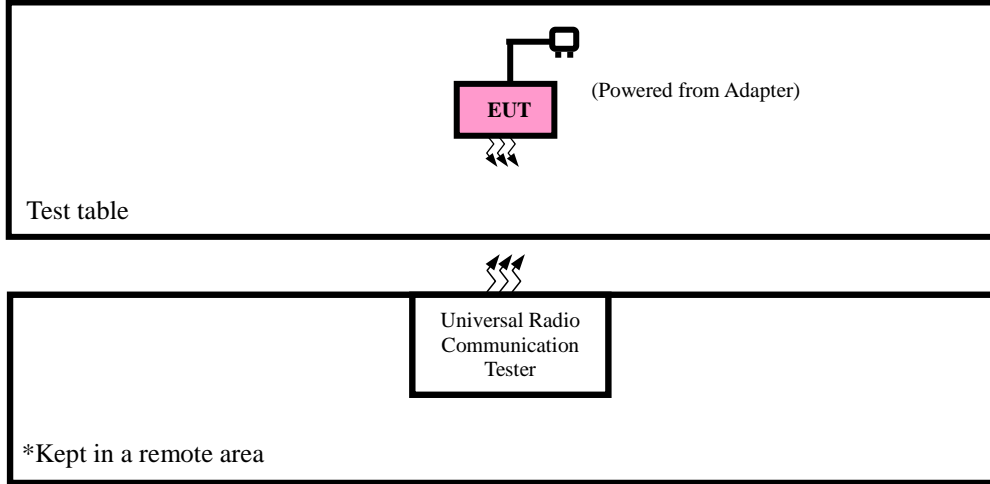 (Powered from Adapter)
EUT
Test table
Universal Radio
Communication
Tester
*Kept in a remote area